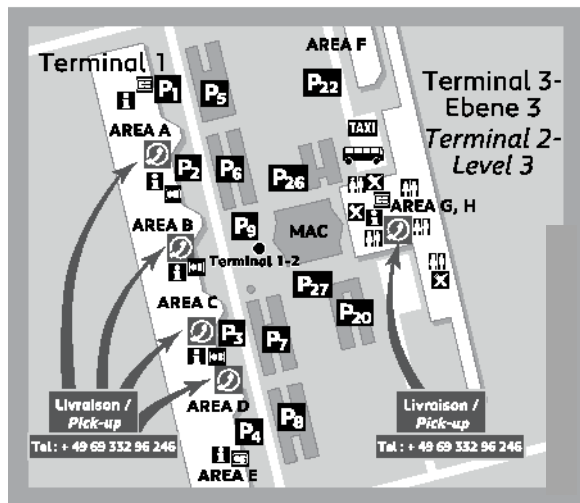 Terminal 1
AREA F
P1
P5
P22
Terminal 3-
Ebene 3
Terminal 2-
Level 3
i
AREA A
TAXI
P2
P6
P26
i
AREA G, H
AREA B
P9
MAC
i
Terminal 1-2
i
P27
AREA C
P20
P3
P7
i
AREA D
Livraison /
Pick-up
Tel : + 49 69 332 96 246
P4
P8
i
AREA E
Livraison /
Pick-up
Tel : + 49 69 332 96 246